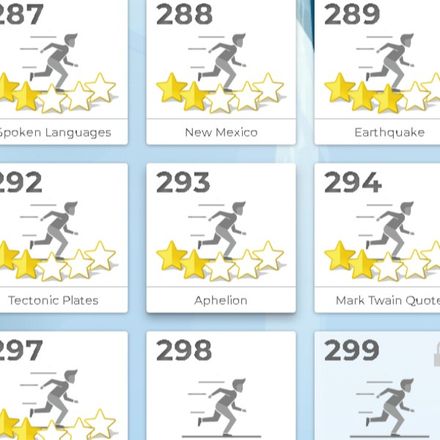 287 288 289
Spoken Languages New Mexico Earthquake
292 293 294
Tectonic Plates Aphelion Mark Twain Quote
297 298 299